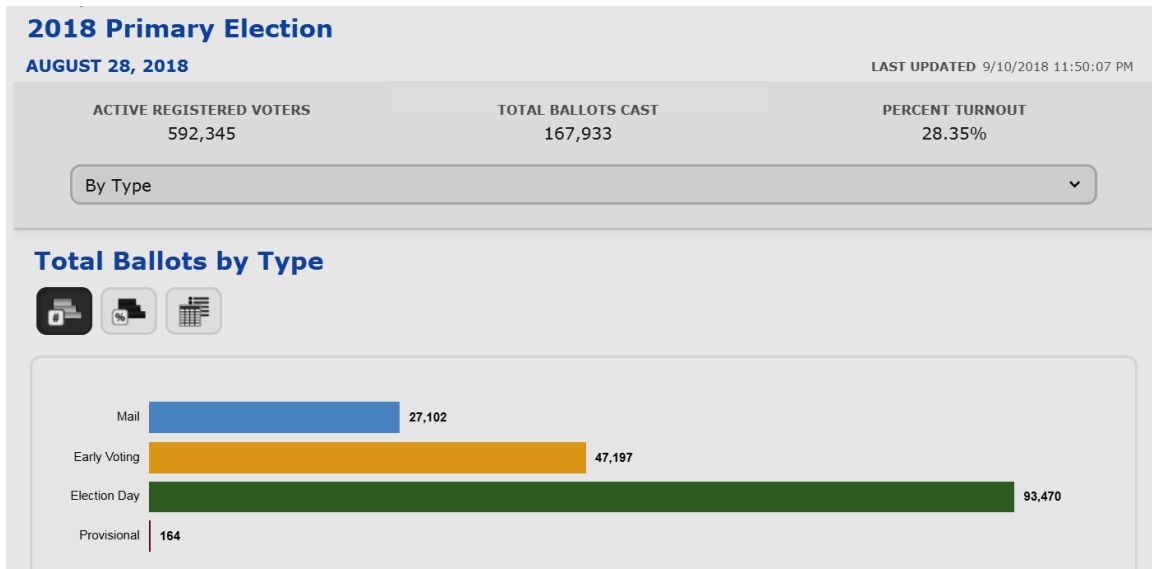 2018 Primary Election
AUGUST 28, 2018
LAST UPDATED 9/10/2018 11:50:07 PM
ACTIVE REGISTERED VOTERS
592,345
TOTAL BALLOTS CAST
167,933
PERCENT TURNOUT
28.35%
By Type
Total Ballots by Type
#
%
Mail 27,102
Early Voting 47,197
Election Day 93,470
Provisional 164